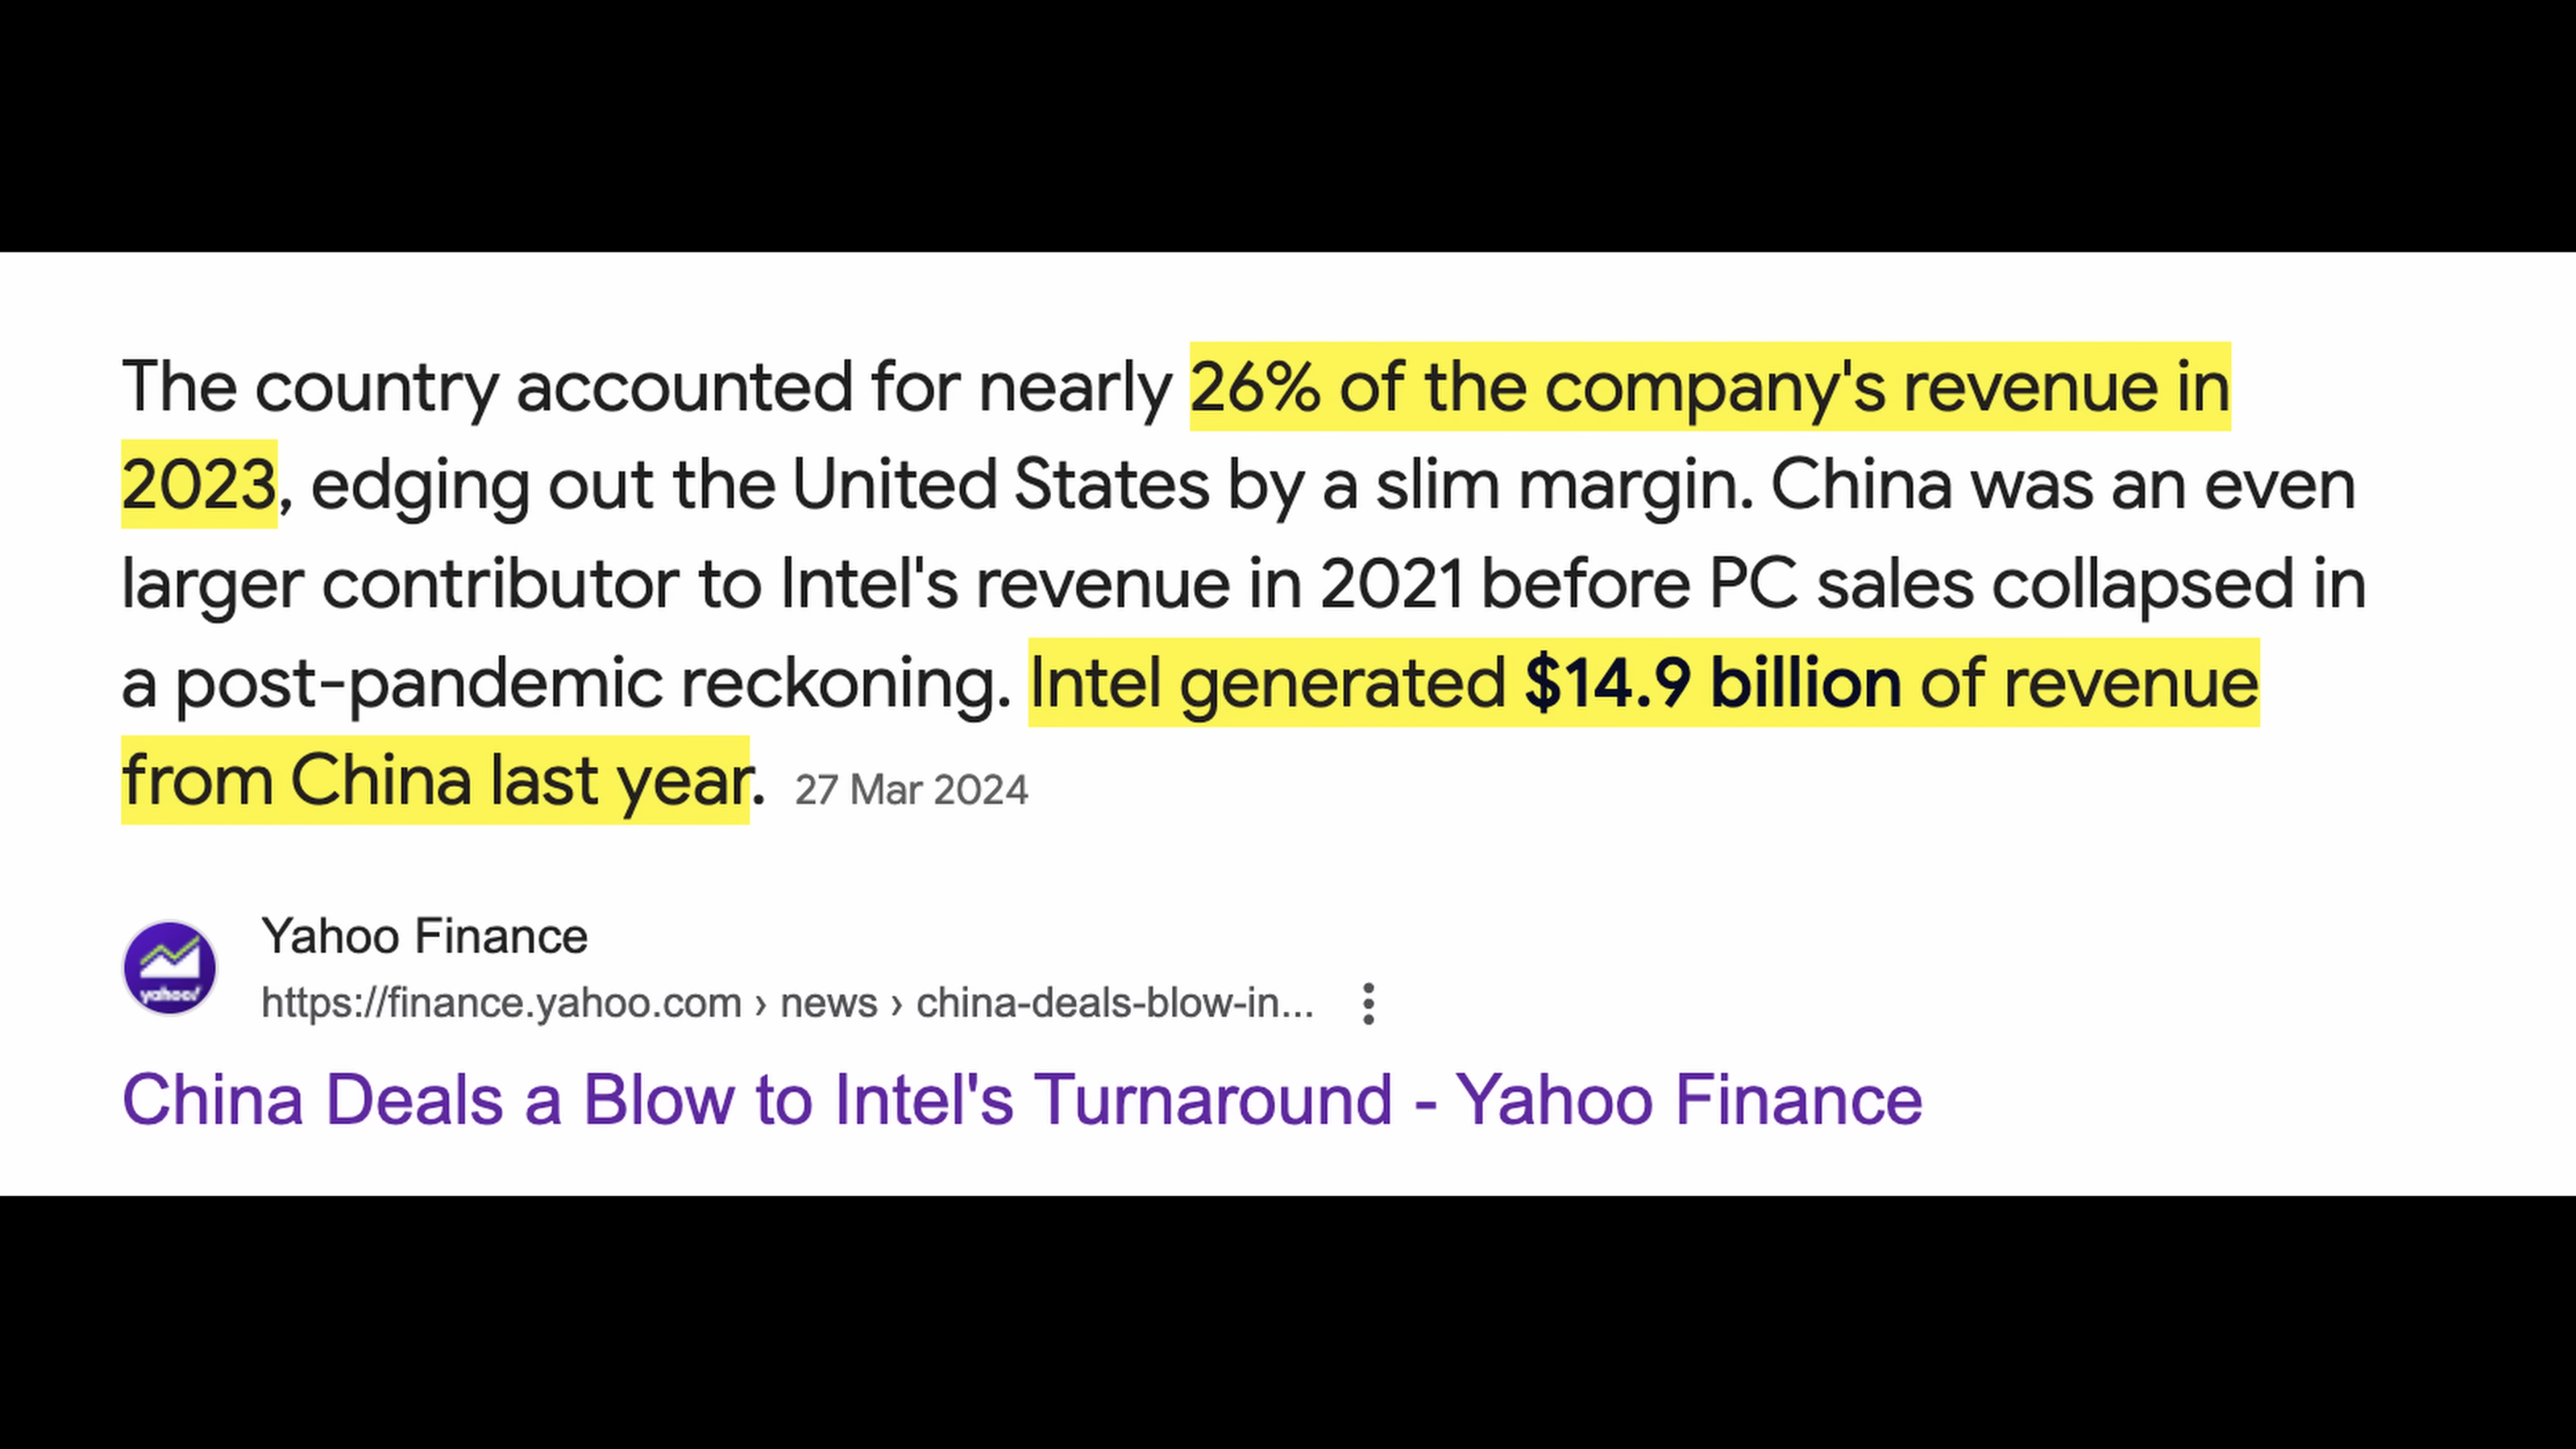 The country accounted for nearly 26% of the company's revenue in
2023, edging out the United States by a slim margin. China was an even
larger contributor to Intel's revenue in 2021 before PC sales collapsed in
a post-pandemic reckoning. Intel generated $14.9 billion of revenue
from China last year. 27 Mar 2024
yahoo!
Yahoo Finance
https://finance.yahoo.com › news › china-deals-blow-in...
China Deals a Blow to Intel's Turnaround - Yahoo Finance